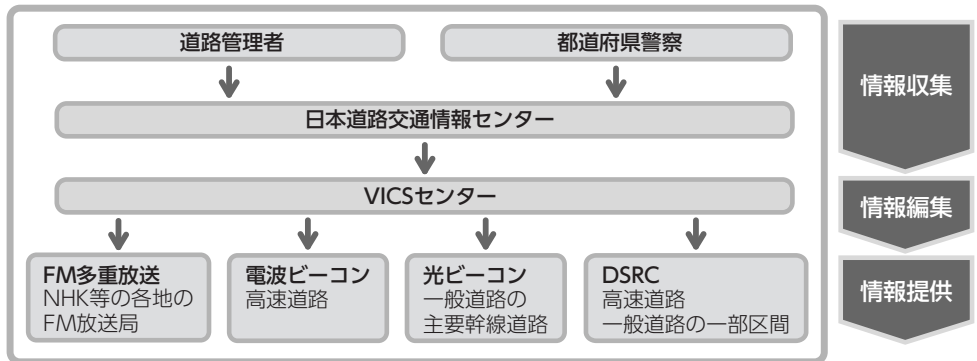 道路管理者
都道府県警察
日本道路交通情報センター
VICSセンター
FM多重放送
NHK等の各地の
FM放送局
電波ビーコン
高速道路
光ビーコン
一般道路の
主要幹線道路
DSRC
高速道路
一般道路の一部区間
情報収集
情報編集
情報提供